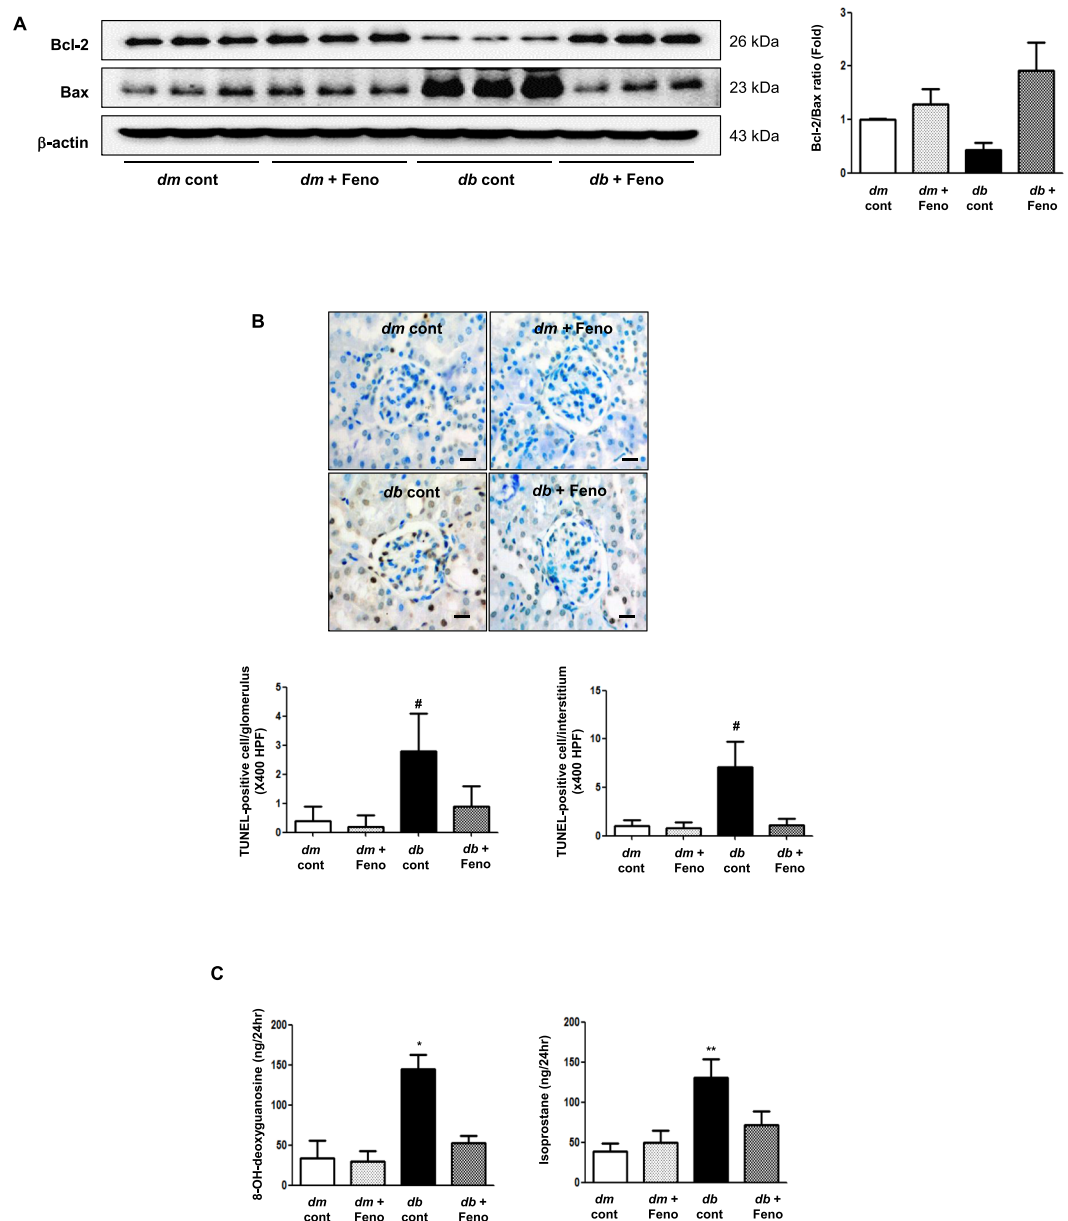 A
Bcl-2
26 kDa
Bax
23 kDa
β-actin
43 kDa
dm cont
dm + Feno
db cont
db + Feno
Bcl-2/Bax ratio (Fold)
3
2
1
0
dm cont
dm + Feno
db cont
db + Feno
B
dm cont
dm + Feno
db cont
db + Feno
TUNEL-positive cell/glomerulus
(X400 HPF)
5
4
3
2
1
0
#
dm cont
dm + Feno
db cont
db + Feno
TUNEL-positive cell/interstitium
(x400 HPF)
15
10
5
0
#
dm cont
dm + Feno
db cont
db + Feno
C
8-OH-deoxyguanosine (ng/24hr)
200
150
100
50
0
*
dm cont
dm + Feno
db cont
db + Feno
Isoprostane (ng/24hr)
200
150
100
50
0
**
dm cont
dm + Feno
db cont
db + Feno